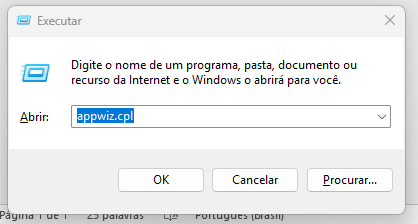 Executar
Digite o nome de um programa, pasta, documento ou
recurso da Internet e o Windows o abrirá para você.
Abrir: appwiz.cpl
OK Cancelar Procurar...
Página 1 de 1 25 palavras Português (Brasil)